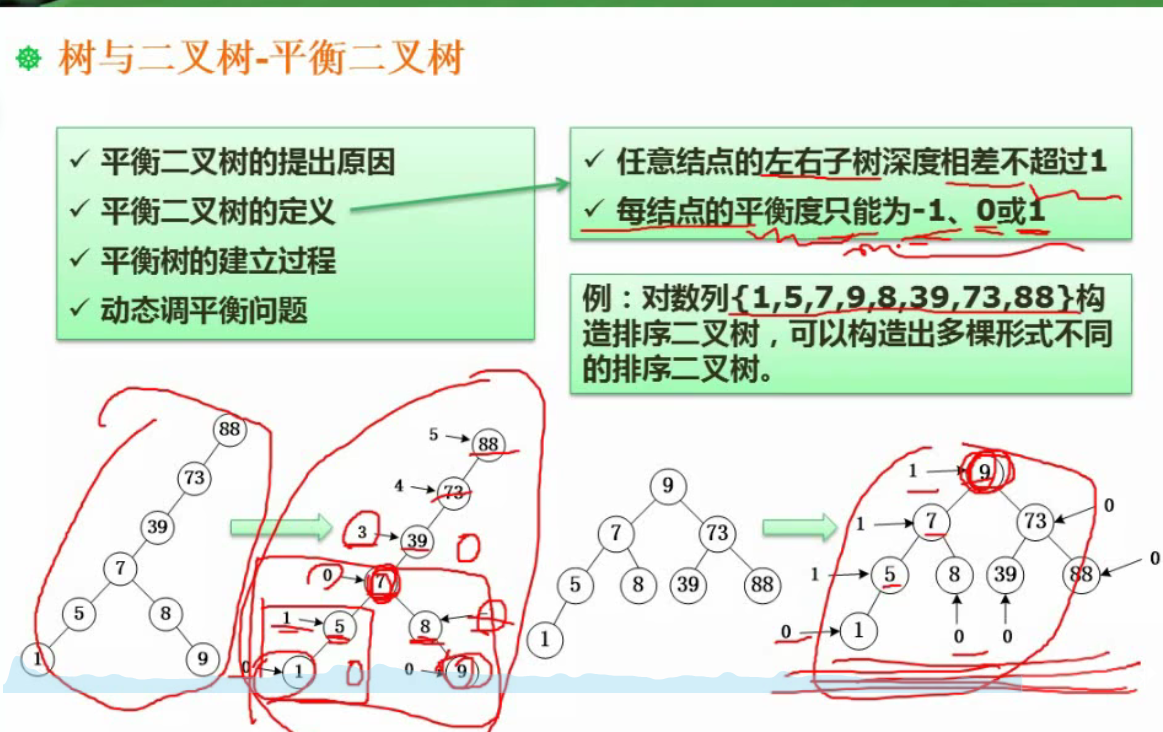 树与二叉树-平衡二叉树
✓ 平衡二叉树的提出原因
✓ 平衡二叉树的定义
✓ 平衡树的建立过程
✓ 动态调平衡问题
✓ 任意结点的左右子树深度相差不超过1
✓ 每结点的平衡度只能为-1、0或1
例：对数列{1,5,7,9,8,39,73,88}构
造排序二叉树，可以构造出多棵形式不同
的排序二叉树。
88
73
39
7
5 8
1 9
5 88
4 73
3 39 0
0 7
1 5 8
0 1 0 0 9
9
7 73
5 8 39 88
1
1 9
1 7 73 0
1 5 8 39 88 0
0 1 0 0